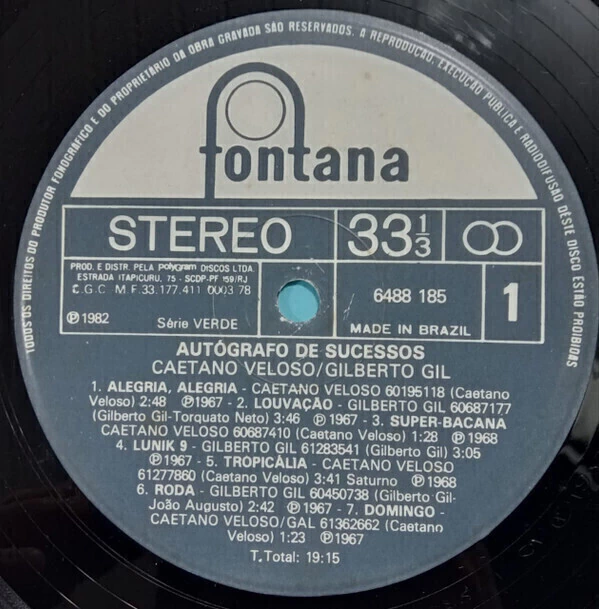 TODOS OS DIREITOS DO PRODUTOR FONOGRÁFICO E DO PROPRIETÁRIO DA OBRA GRAVADA SÃO RESERVADOS. A REPRODUÇÃO, EXECUÇÃO PÚBLICA E RADIODIFUSÃO DÊSTE DISCO ESTÃO PROIBIDAS
fontana
STEREO 33 1/3
PROD. E DISTR. PELA polygram DISCOS LTDA.
ESTRADA ITAPICURU, 75 - SCDP-PF 159/RJ
C.G.C M F.33.177.411 0003 78
6488 185
1
℗ 1982 Série VERDE
MADE IN BRAZIL
AUTÓGRAFO DE SUCESSOS
CAETANO VELOSO/GILBERTO GIL
1. ALEGRIA, ALEGRIA - CAETANO VELOSO 60195118 (Caetano
Veloso) 2:48 ℗1967 - 2. LOUVAÇÃO - GILBERTO GIL 60687177
(Gilberto Gil-Torquato Neto) 3:46 ℗1967 - 3. SUPER-BACANA
CAETANO VELOSO 60687410 (Caetano Veloso) 1:28 ℗1968
4. LUNIK 9 - GILBERTO GIL 61283541 (Gilberto Gil) 3:05
℗1967 - 5. TROPICÁLIA - CAETANO VELOSO
61277860 (Caetano Veloso) 3:41 Saturno ℗1968
6. RODA - GILBERTO GIL 60450738 (Gilberto Gil-
João Augusto) 2:42 ℗1967 - 7. DOMINGO -
CAETANO VELOSO/GAL 61362662 (Caetano
Veloso) 1:23 ℗1967
T.Total: 19:15